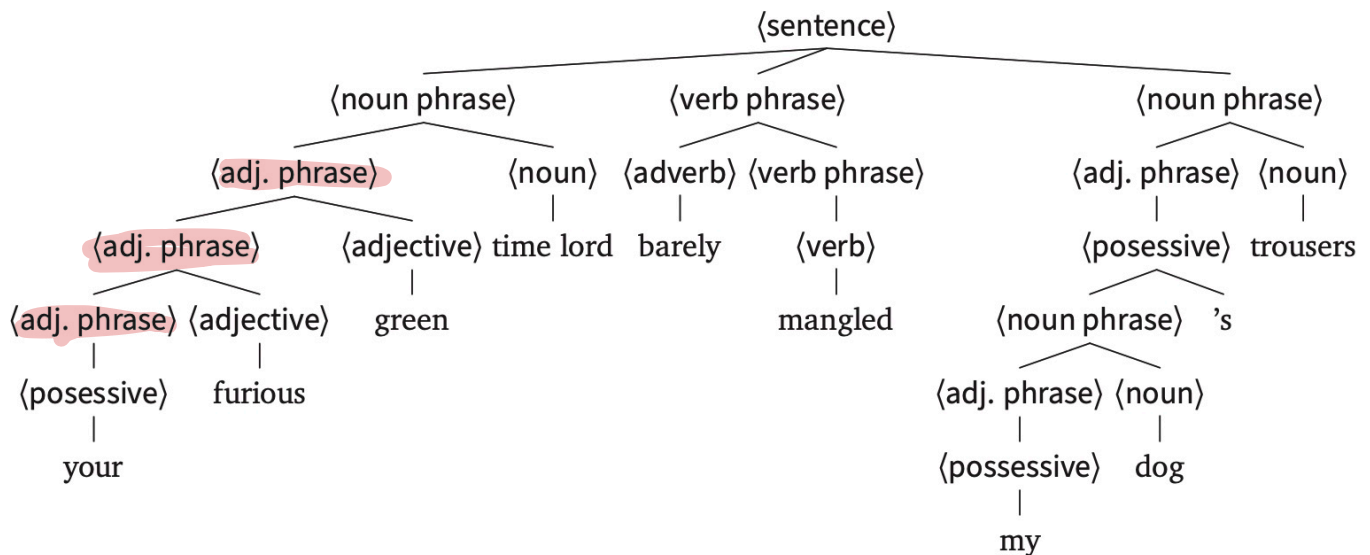 ⟨sentence⟩
⟨noun phrase⟩ ⟨verb phrase⟩ ⟨noun phrase⟩
⟨adj. phrase⟩ ⟨noun⟩ ⟨adverb⟩ ⟨verb phrase⟩ ⟨adj. phrase⟩ ⟨noun⟩
⟨adj. phrase⟩ ⟨adjective⟩ time lord barely ⟨verb⟩ ⟨posessive⟩ trousers
⟨adj. phrase⟩ ⟨adjective⟩ green mangled ⟨noun phrase⟩ ’s
⟨posessive⟩ furious ⟨adj. phrase⟩ ⟨noun⟩
your ⟨possessive⟩ dog
my